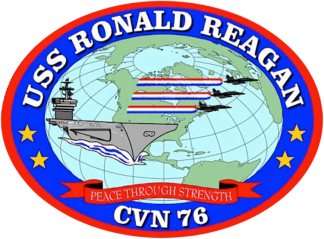 USS RONALD REAGAN
PEACE THROUGH STRENGTH
CVN 76